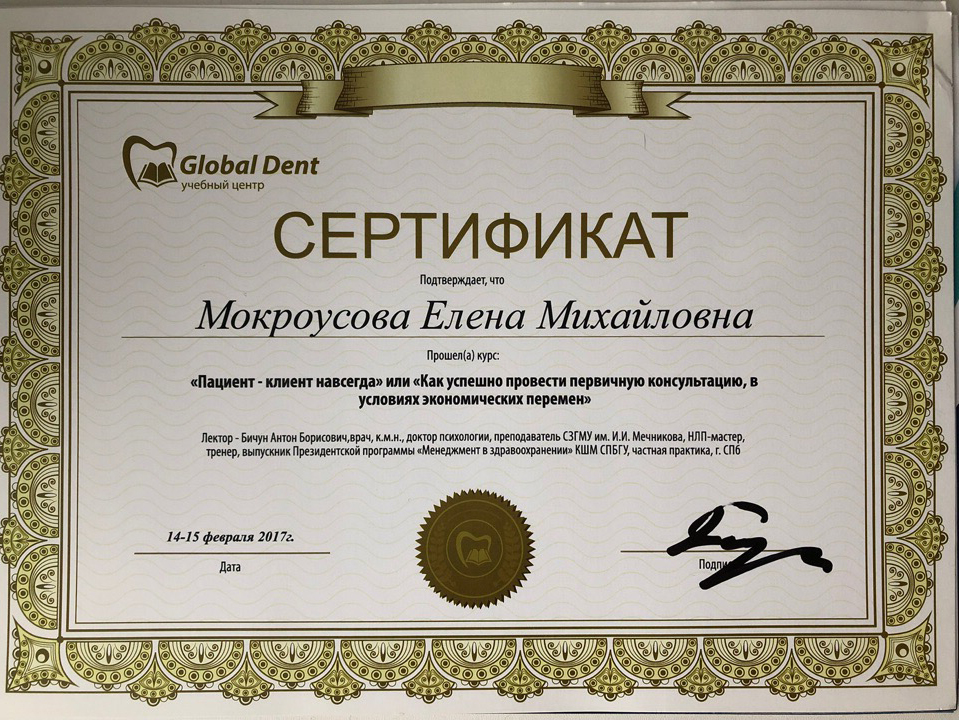 Global Dent
учебный центр
СЕРТИФИКАТ
Подтверждает, что
Мокроусова Елена Михайловна
Прошел(а) курс:
«Пациент - клиент навсегда» или «Как успешно провести первичную консультацию, в
условиях экономических перемен»
Лектор - Бичун Антон Борисович,врач, к.м.н., доктор психологии, преподаватель СЗГМУ им. И.И. Мечникова, НЛП-мастер,
тренер, выпускник Президентской программы «Менеджмент в здравоохранении» КШМ СПБГУ, частная практика, г. СПб
14-15 февраля 2017г.
Дата
Подпись